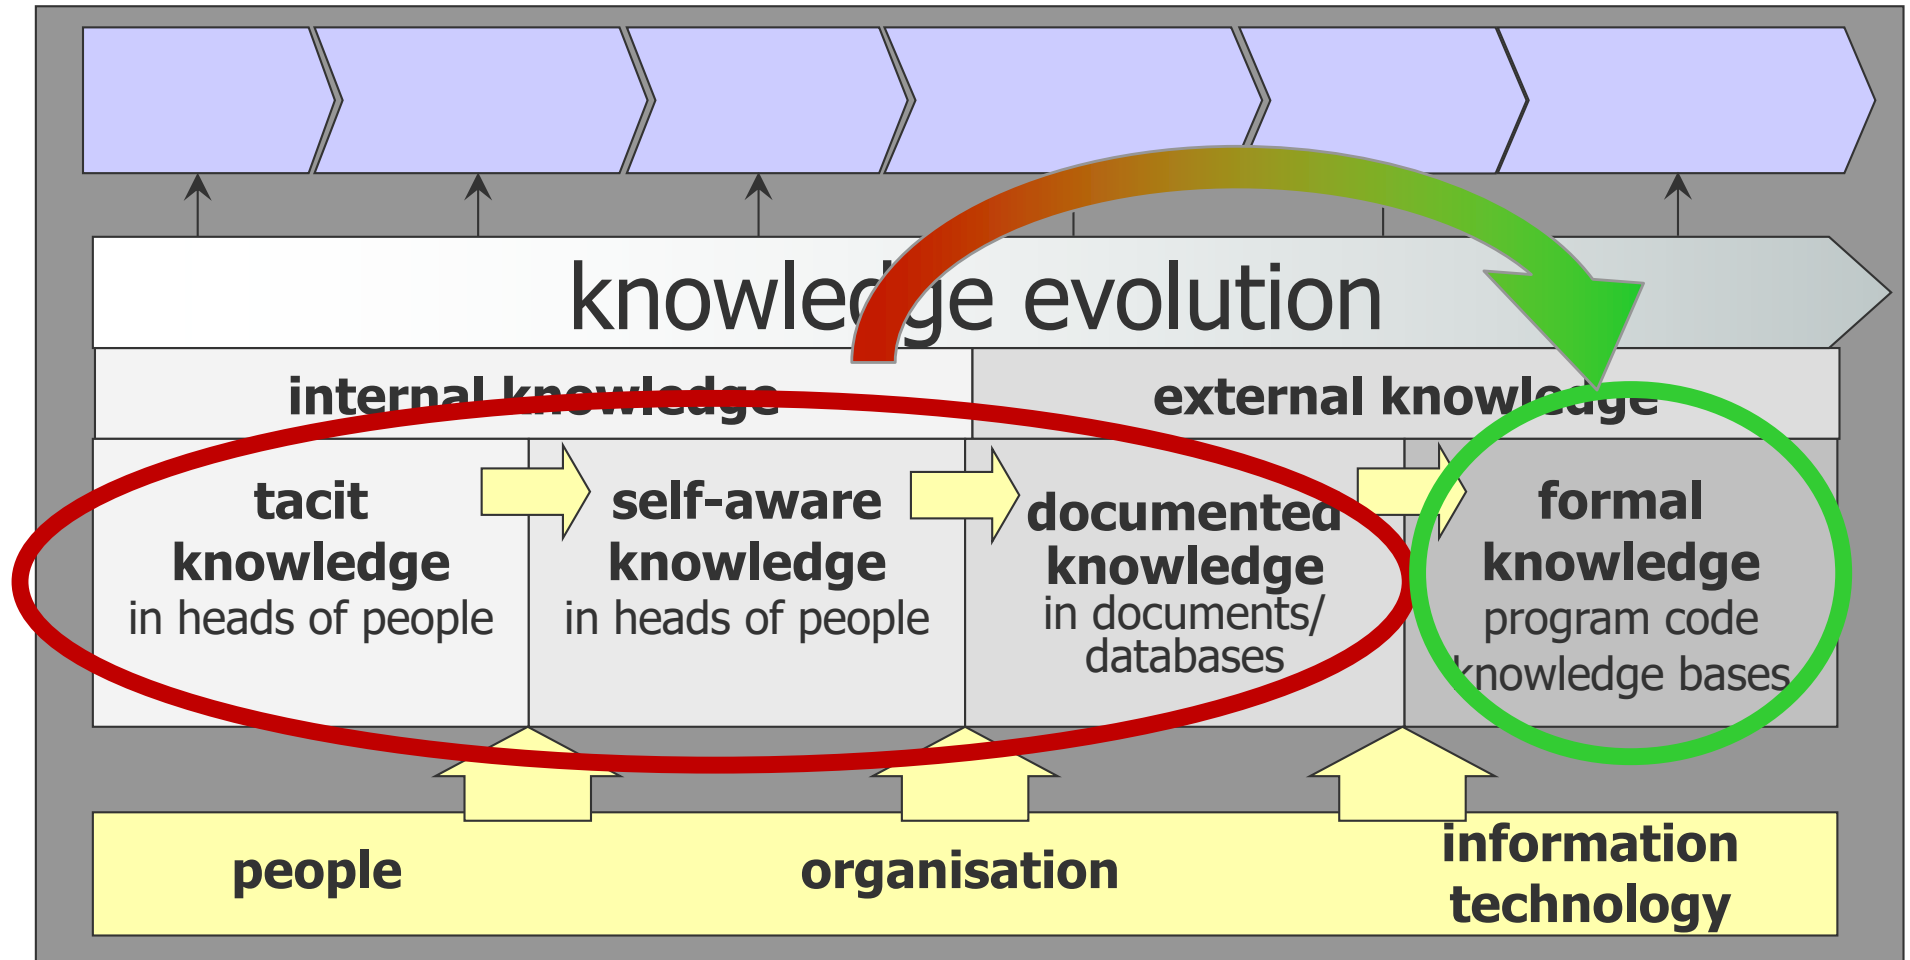 knowledge evolution
internal knowledge
external knowledge
tacit
knowledge
in heads of people
self-aware
knowledge
in heads of people
documented
knowledge
in documents/
databases
formal
knowledge
program code
knowledge bases
people
organisation
information
technology